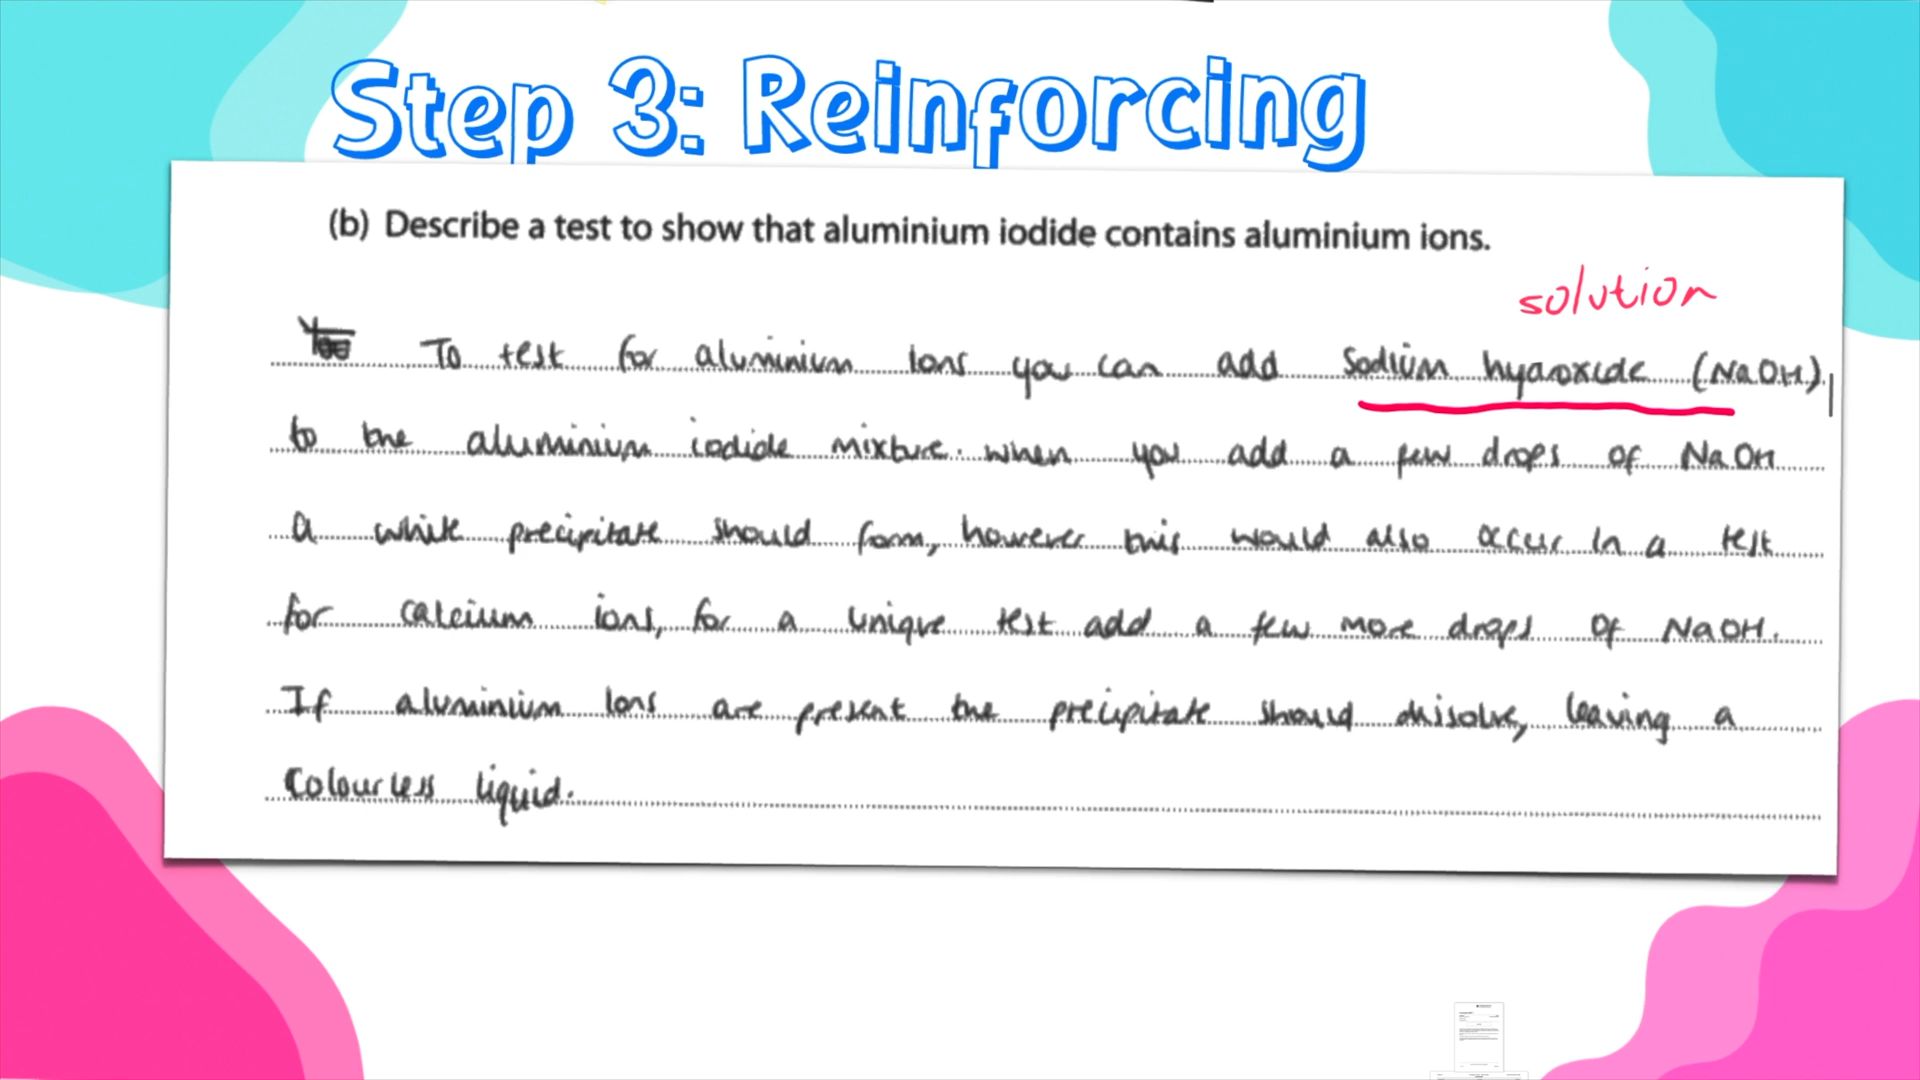 Step 3: Reinforcing
(b) Describe a test to show that aluminium iodide contains aluminium ions.
solution
To test for aluminium ions you can add sodium hydroxide (NaOH)
to the aluminium iodide mixture. when you add a few drops of NaOH
a white precipitate should form, however this would also occur in a test
for calcium ions, for a unique test add a few more drops of NaOH.
If aluminium ions are present the precipitate should disolve, leaving a
colourless liquid.